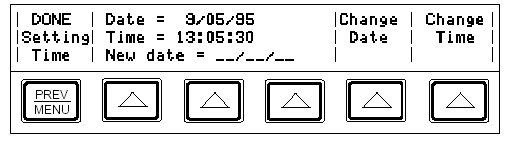 | DONE | Date = 9/05/95 |Change | Change |
|Setting| Time = 13:05:30 | Date | Time |
| Time | New date = __/__/__ | | |
PREV
MENU